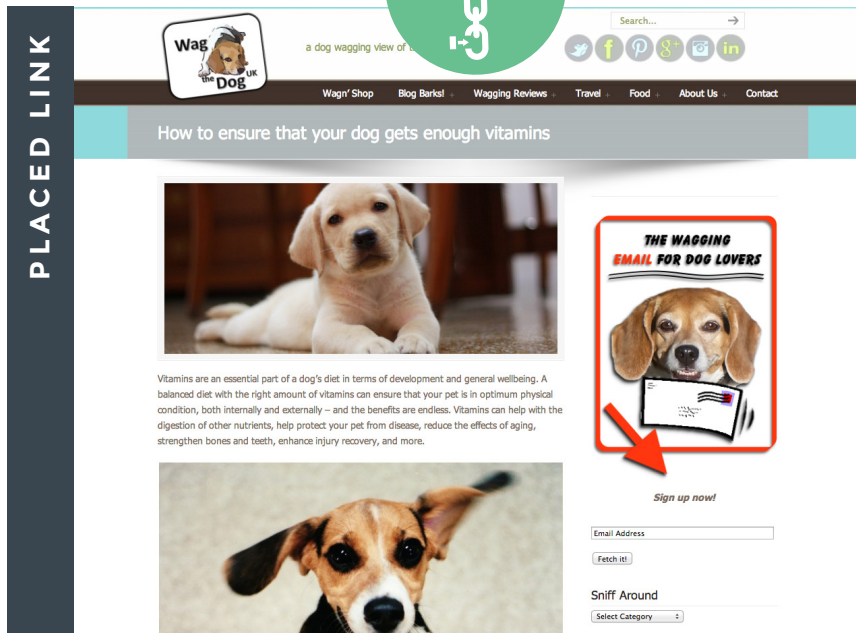 PLACED LINK
Wag
the
Dog
UK
a dog wagging view of
Search...
Wagn' Shop Blog Barks! + Wagging Reviews + Travel + Food + About Us + Contact
How to ensure that your dog gets enough vitamins
THE WAGGING
EMAIL FOR DOG LOVERS
Vitamins are an essential part of a dog's diet in terms of development and general wellbeing. A
balanced diet with the right amount of vitamins can ensure that your pet is in optimum physical
condition, both internally and externally – and the benefits are endless. Vitamins can help with the
digestion of other nutrients, help protect your pet from disease, reduce the effects of aging,
strengthen bones and teeth, enhance injury recovery, and more.
Sign up now!
Email Address
Fetch it!
Sniff Around
Select Category